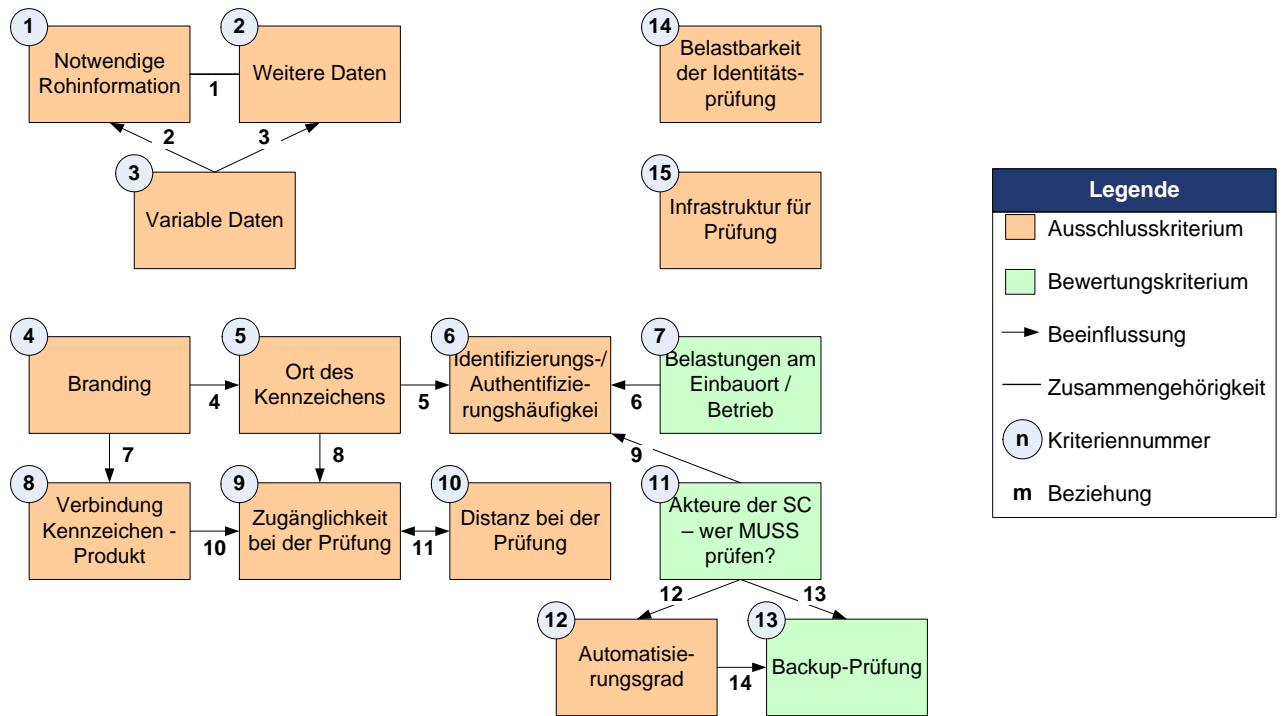 1
Notwendige
Rohinformation
1
2
Weitere Daten
2
3
3
Variable Daten
14
Belastbarkeit
der Identitäts-
prüfung
15
Infrastruktur für
Prüfung
4
Branding
4
5
Ort des
Kennzeichens
5
6
Identifizierungs-/
Authentifizie-
rungshäufigkei
6
7
Belastungen am
Einbauort /
Betrieb
7
8
9
8
Verbindung
Kennzeichen -
Produkt
10
9
Zugänglichkeit
bei der Prüfung
11
10
Distanz bei der
Prüfung
11
Akteure der SC
– wer MUSS
prüfen?
12
13
12
Automatisie-
rungsgrad
14
13
Backup-Prüfung
Legende
Ausschlusskriterium
Bewertungskriterium
Beeinflussung
Zusammengehörigkeit
n Kriteriennummer
m Beziehung